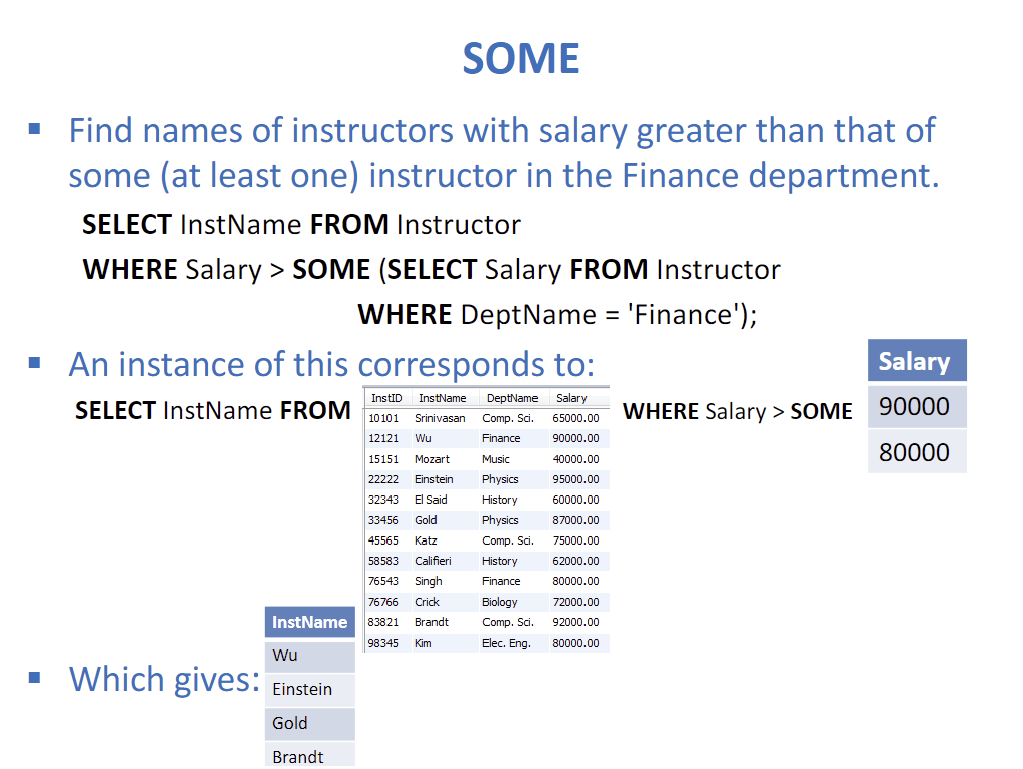 SOME
▪ Find names of instructors with salary greater than that of
some (at least one) instructor in the Finance department.
SELECT InstName FROM Instructor
WHERE Salary > SOME (SELECT Salary FROM Instructor
WHERE DeptName = 'Finance');
▪ An instance of this corresponds to:
SELECT InstName FROM
InstID InstName DeptName Salary
10101 Srinivasan Comp. Sci. 65000.00
12121 Wu Finance 90000.00
15151 Mozart Music 40000.00
22222 Einstein Physics 95000.00
32343 El Said History 60000.00
33456 Gold Physics 87000.00
45565 Katz Comp. Sci. 75000.00
58583 Califieri History 62000.00
76543 Singh Finance 80000.00
76766 Crick Biology 72000.00
83821 Brandt Comp. Sci. 92000.00
98345 Kim Elec. Eng. 80000.00
WHERE Salary > SOME
Salary
90000
80000
▪ Which gives:
InstName
Wu
Einstein
Gold
Brandt